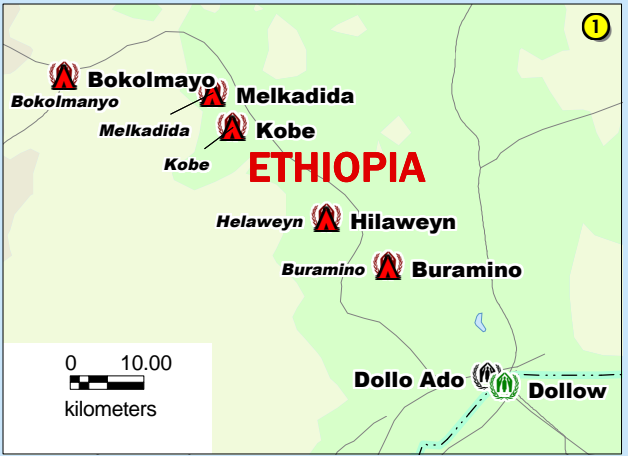 1
Bokolmayo
Bokolmanyo
Melkadida
Melkadida
Kobe
Kobe
ETHIOPIA
Helaweyn Hilaweyn
Buramino Buramino
0 10.00
kilometers
Dollo Ado
Dollow